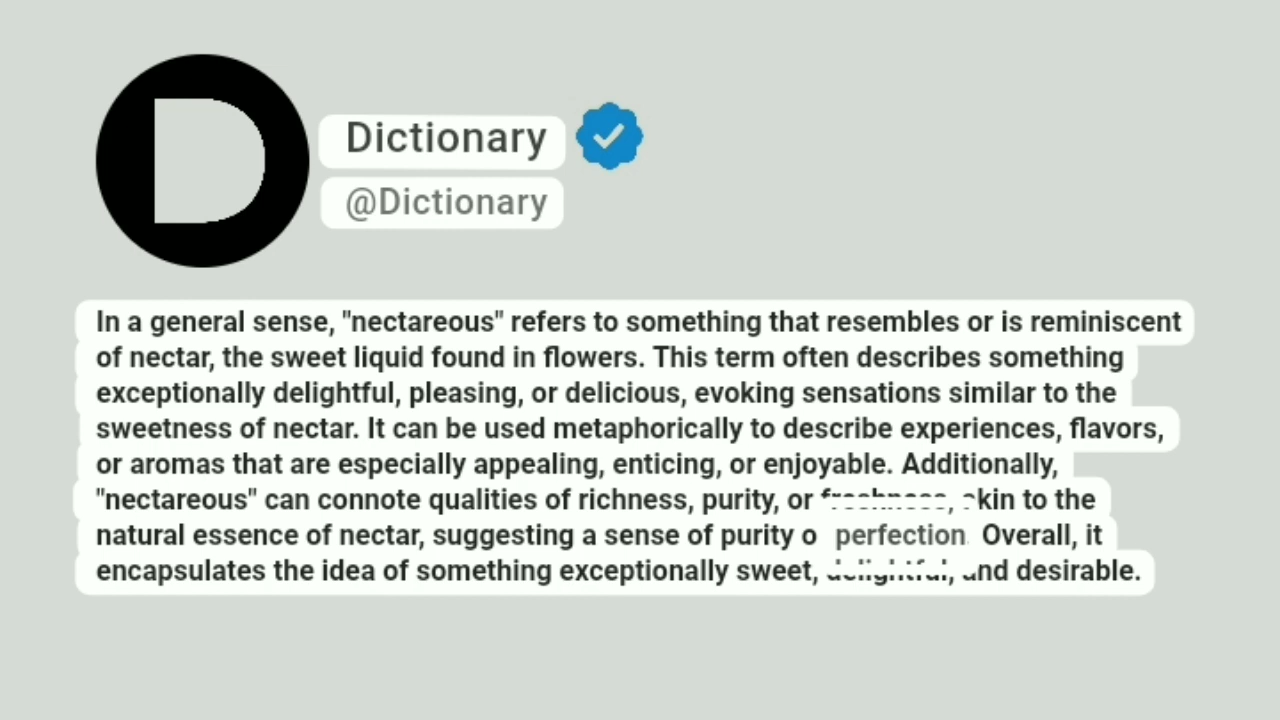 D
Dictionary
@Dictionary
In a general sense, "nectareous" refers to something that resembles or is reminiscent
of nectar, the sweet liquid found in flowers. This term often describes something
exceptionally delightful, pleasing, or delicious, evoking sensations similar to the
sweetness of nectar. It can be used metaphorically to describe experiences, flavors,
or aromas that are especially appealing, enticing, or enjoyable. Additionally,
"nectareous" can connote qualities of richness, purity, or freshness, akin to the
natural essence of nectar, suggesting a sense of purity o perfection. Overall, it
encapsulates the idea of something exceptionally sweet, delightful, and desirable.